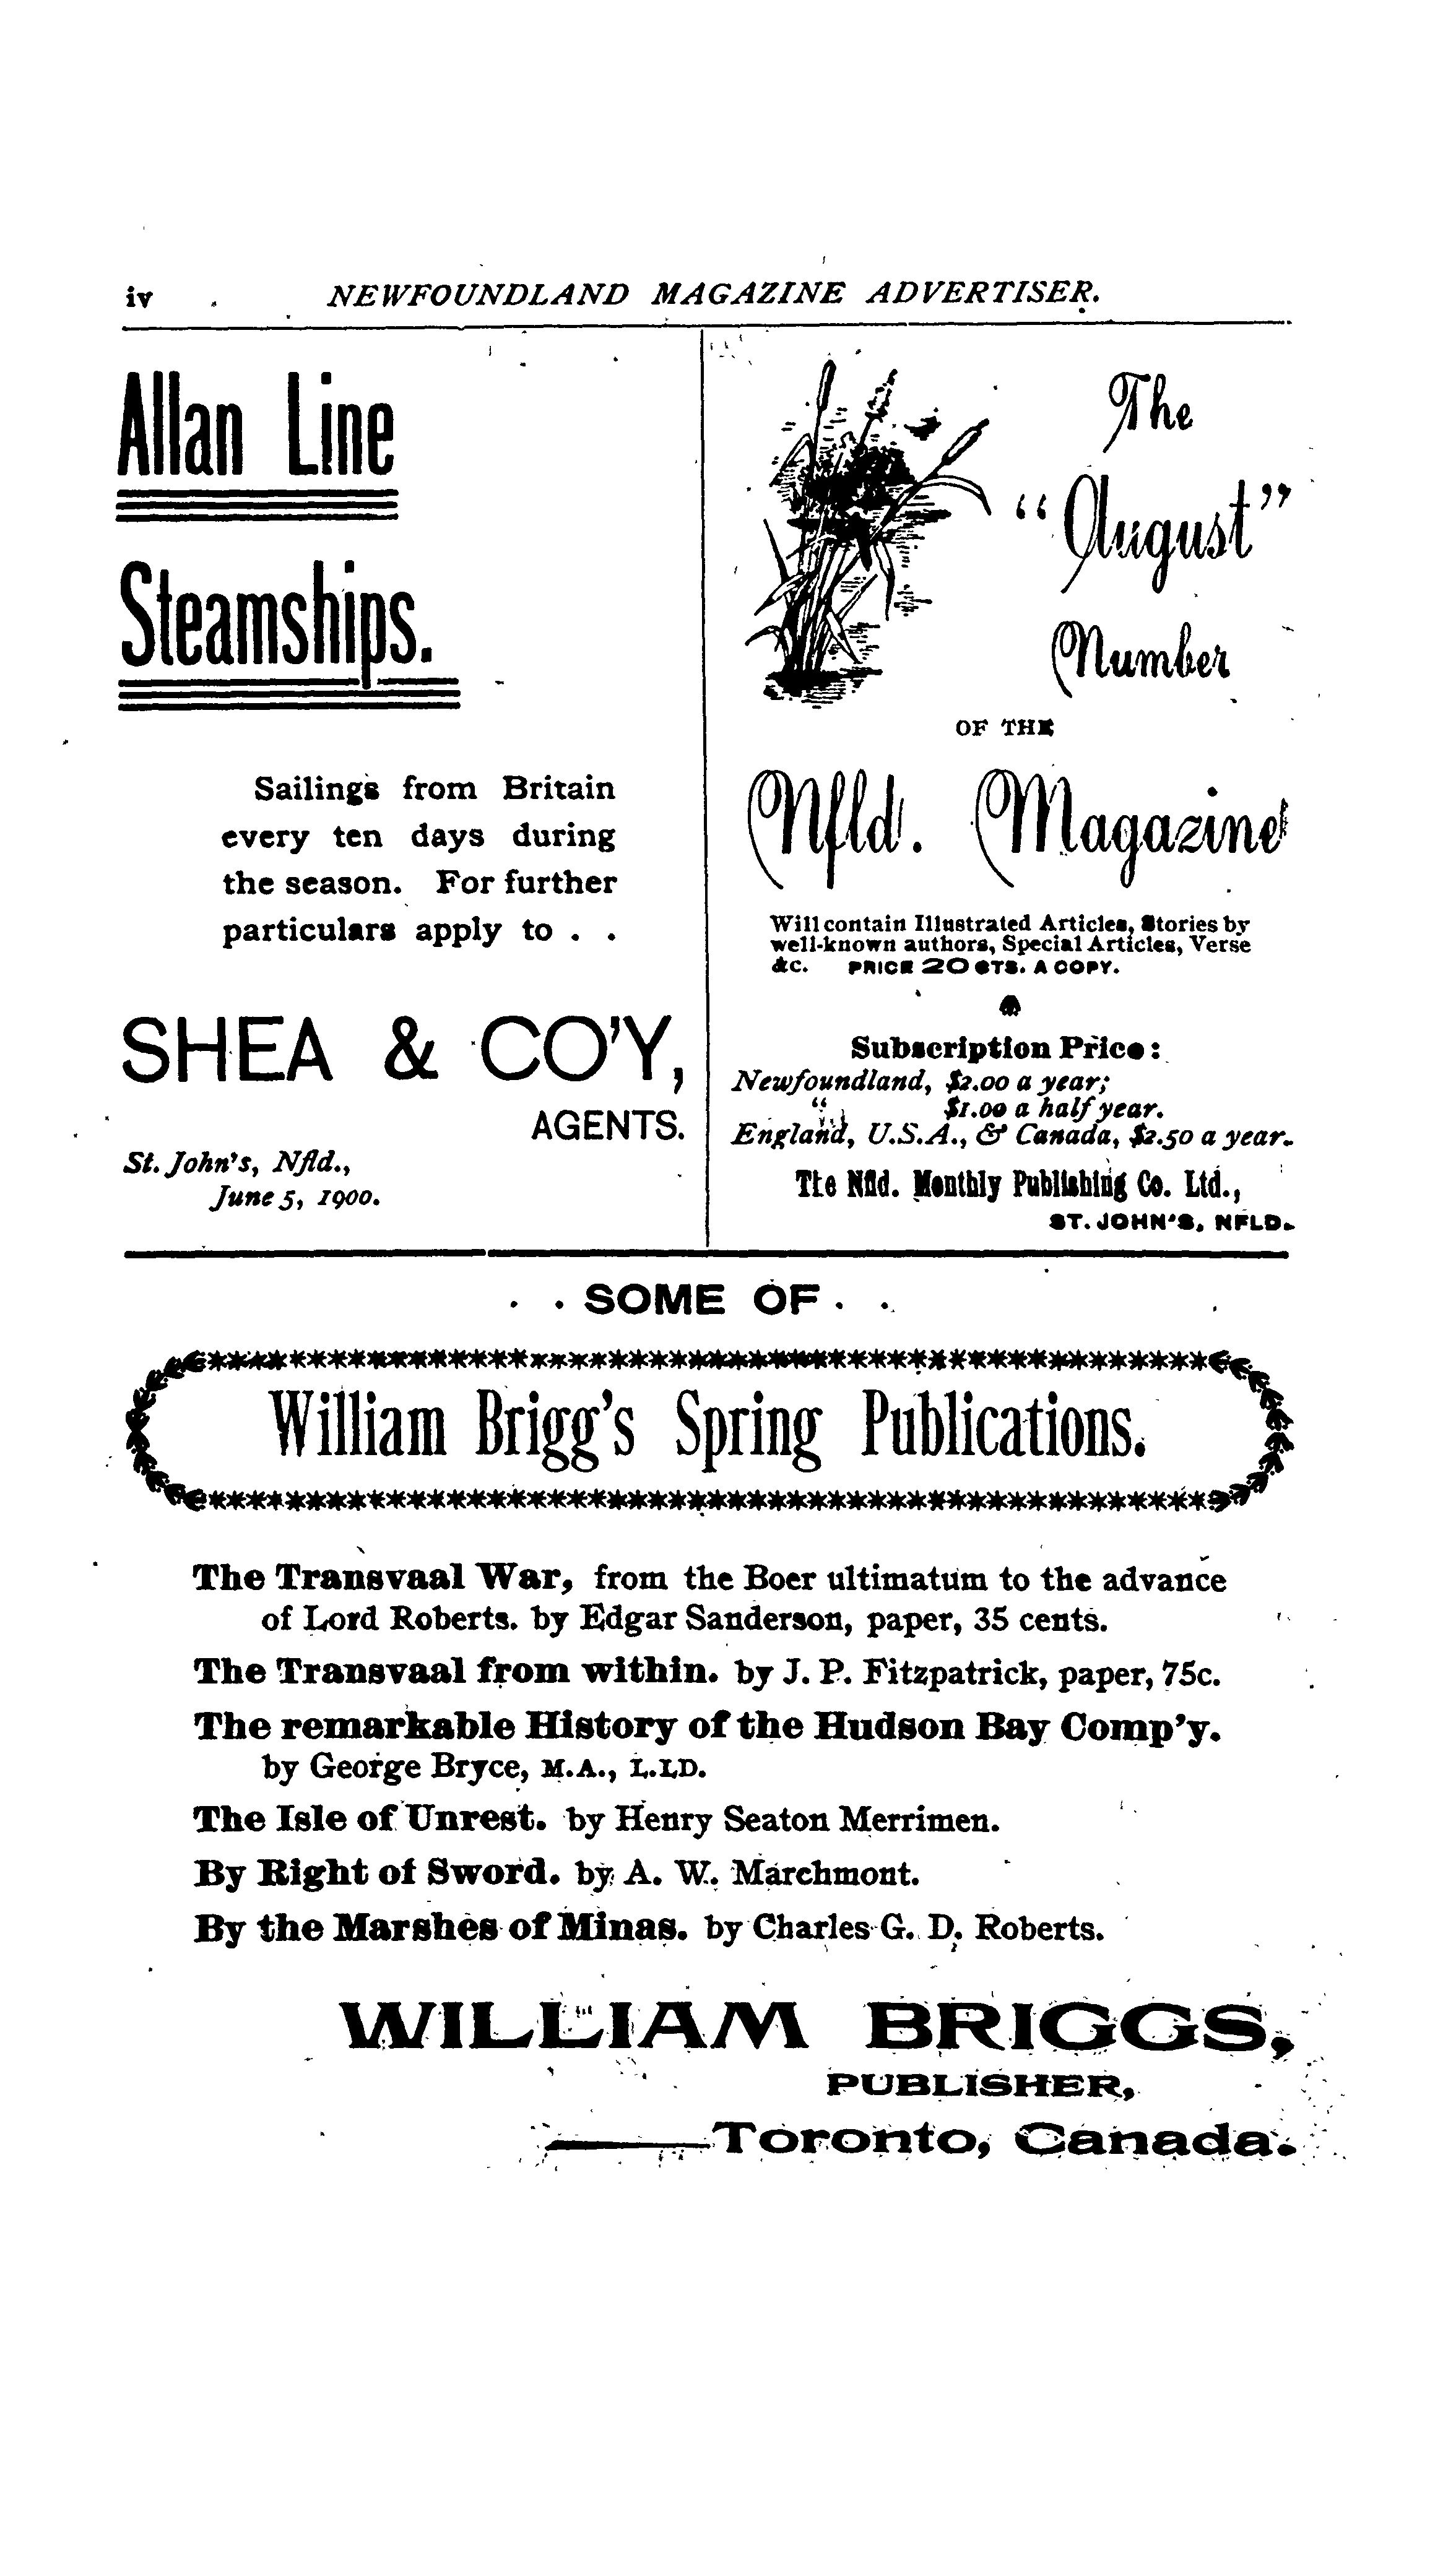 iv NEWFOUNDLAND MAGAZINE ADVERTISER.
Allan Line
Steamships.
Sailings from Britain
every ten days during
the season. For further
particulars apply to . .
SHEA & CO'Y,
AGENTS.
St. John's, Nfld.,
June 5, 1900.
The
"August"
Number
OF THE
Nfld. Magazine
Will contain Illustrated Articles, Stories by
well-known authors, Special Articles, Verse
&c. PRICE 20 CTS. A COPY.
Subscription Price:
Newfoundland, $2.00 a year;
" $1.00 a half year.
England, U.S.A., & Canada, $2.50 a year.
The Nfld. Monthly Publishing Co. Ltd.,
ST. JOHN'S, NFLD.
. . SOME OF . .
William Brigg's Spring Publications.
The Transvaal War, from the Boer ultimatum to the advance
of Lord Roberts. by Edgar Sanderson, paper, 35 cents.
The Transvaal from within. by J. P. Fitzpatrick, paper, 75c.
The remarkable History of the Hudson Bay Comp'y.
by George Bryce, M.A., L.LD.
The Isle of Unrest. by Henry Seaton Merrimen.
By Right of Sword. by A. W. Marchmont.
By the Marshes of Minas. by Charles G. D. Roberts.
WILLIAM BRIGGS,
PUBLISHER,
Toronto, Canada.